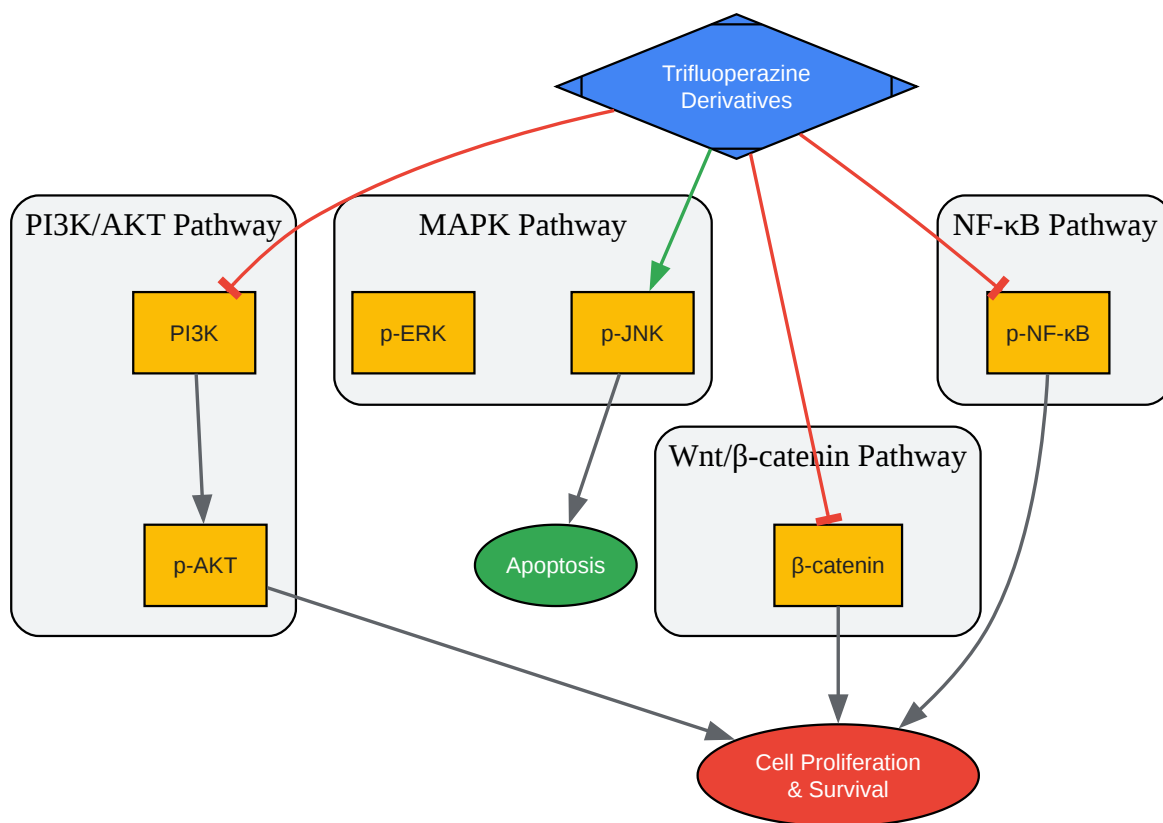 Trifluoperazine
Derivatives
PI3K/AKT Pathway
MAPK Pathway
NF-κB Pathway
PI3K
p-ERK
p-JNK
p-NF-κB
Wnt/β-catenin Pathway
p-AKT
Apoptosis
β-catenin
Cell Proliferation
& Survival